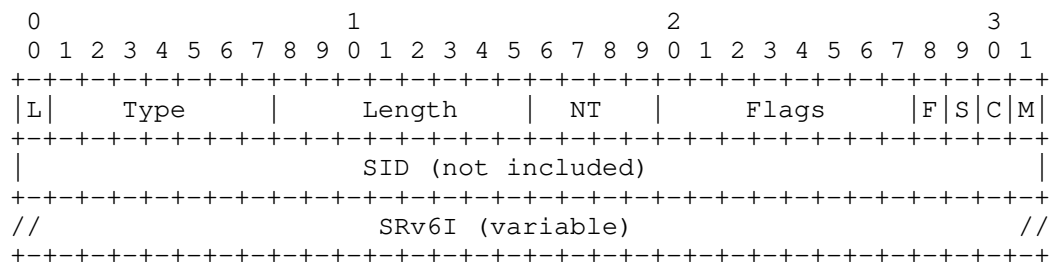 0                   1                   2                   3
 0 1 2 3 4 5 6 7 8 9 0 1 2 3 4 5 6 7 8 9 0 1 2 3 4 5 6 7 8 9 0 1
+-+-+-+-+-+-+-+-+-+-+-+-+-+-+-+-+-+-+-+-+-+-+-+-+-+-+-+-+-+-+-+-+
|L|    Type     |     Length    |  NT   |     Flags     |F|S|C|M|
+-+-+-+-+-+-+-+-+-+-+-+-+-+-+-+-+-+-+-+-+-+-+-+-+-+-+-+-+-+-+-+-+
|                     SID (not included)                        |
+-+-+-+-+-+-+-+-+-+-+-+-+-+-+-+-+-+-+-+-+-+-+-+-+-+-+-+-+-+-+-+-+
//                     SRv6I (variable)                        //
+-+-+-+-+-+-+-+-+-+-+-+-+-+-+-+-+-+-+-+-+-+-+-+-+-+-+-+-+-+-+-+-+